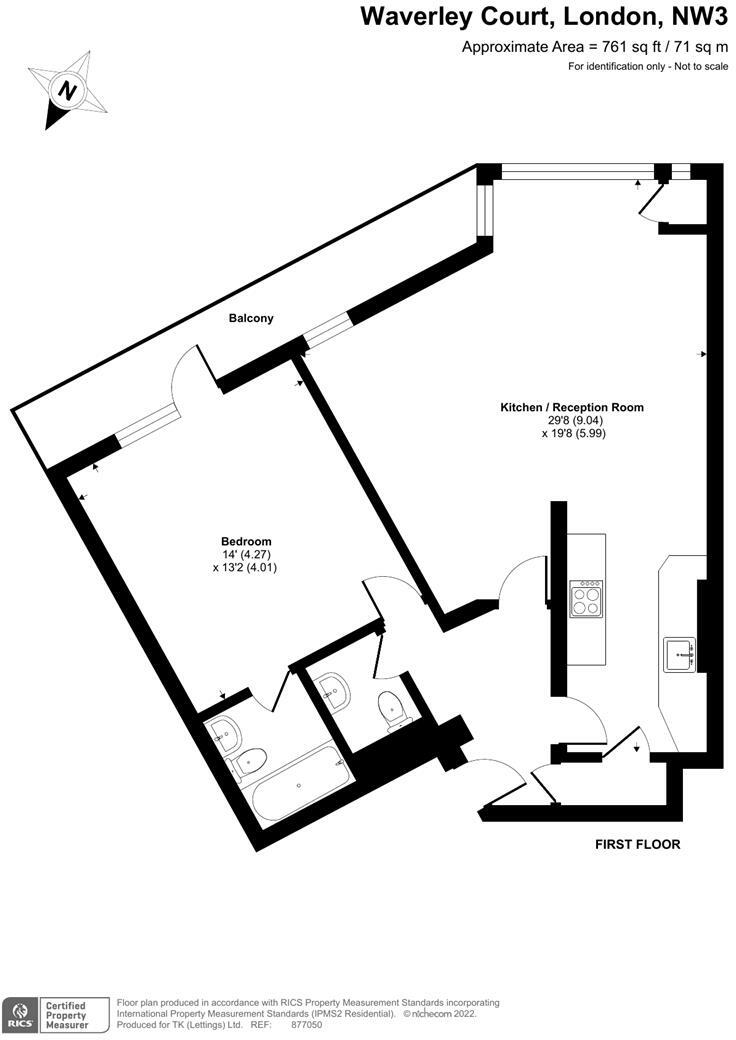 Waverley Court, London, NW3
Approximate Area = 761 sq ft / 71 sq m
For identification only - Not to scale
N
Balcony
Kitchen / Reception Room
29'8 (9.04)
x 19'8 (5.99)
Bedroom
14' (4.27)
x 13'2 (4.01)
FIRST FLOOR
RICS
Certified
Property
Measurer
Floor plan produced in accordance with RICS Property Measurement Standards incorporating
International Property Measurement Standards (IPMS2 Residential). © nichecom 2022.
Produced for TK (Lettings) Ltd. REF: 877050